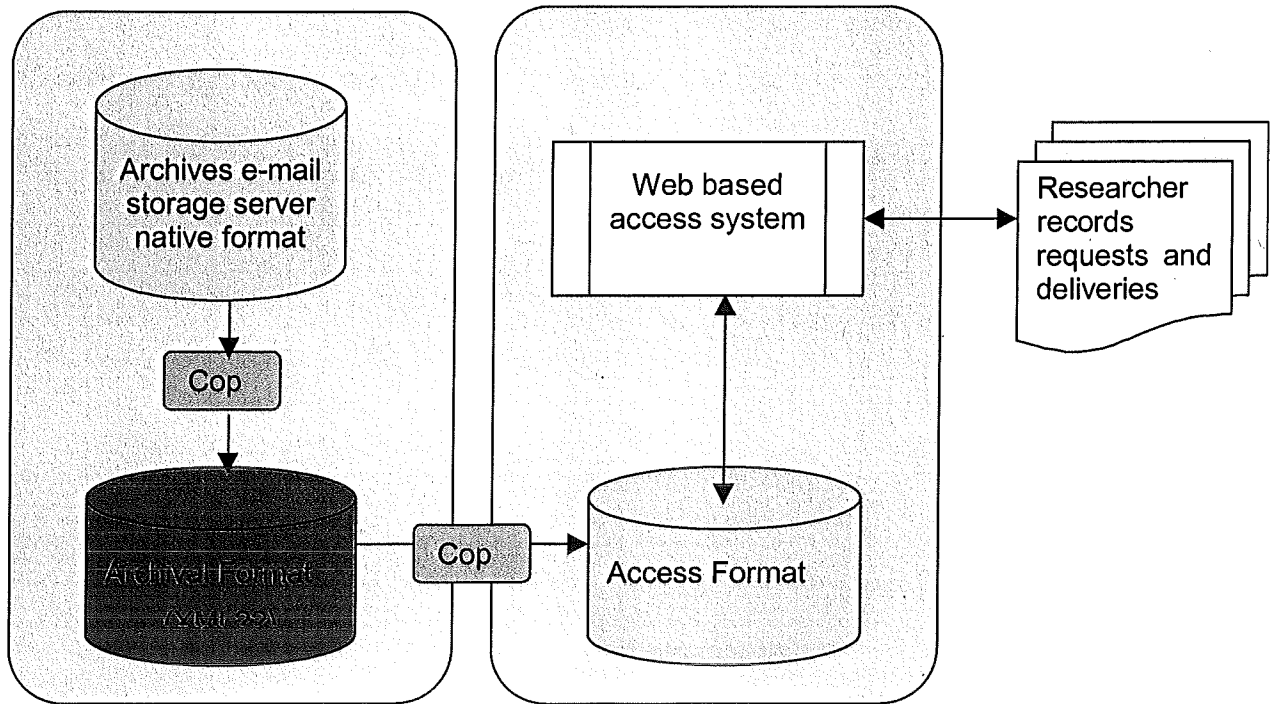 Archives e-mail
storage server
native format
Cop
Archival Format
Cop
Web based
access system
Access Format
Researcher
records
requests and
deliveries